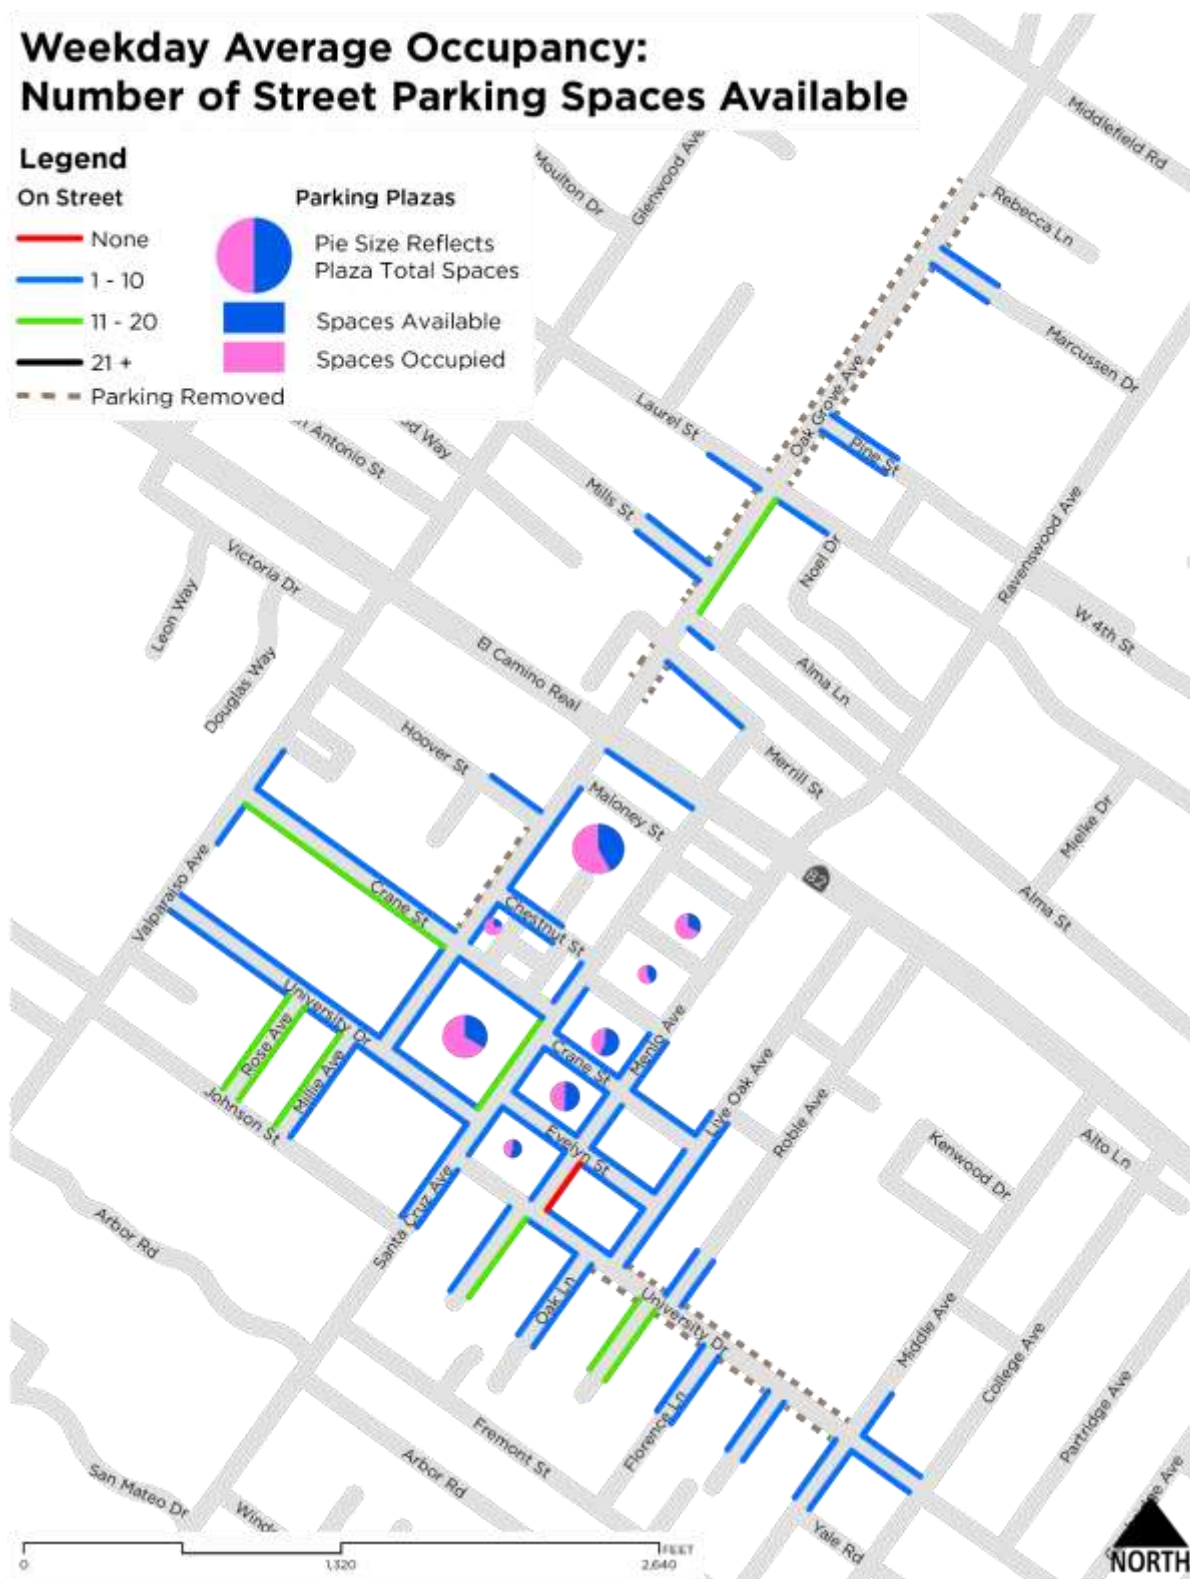 Weekday Average Occupancy:
Number of Street Parking Spaces Available
Legend
On Street
Parking Plazas
None
1 - 10
11 - 20
21 +
Parking Removed
Pie Size Reflects
Plaza Total Spaces
Spaces Available
Spaces Occupied
Middlefield Rd
Moulton Dr
Glenwood Ave
Rebecca Ln
Marcussen Dr
Laurel St
Oak Grove Ave
Pine St
Antonio St
Way
Mills St
Noel Dr
Ravenswood Ave
W 4th St
Victoria Dr
Leon Way
Douglas Way
El Camino Real
Alma Ln
Hoover St
Merrill St
Maloney St
Mielke Dr
82
Alma St
Valparaiso Ave
Crane St
Chestnut St
University Dr
Rose Ave
Millie Ave
Johnson St
Crane St
Menlo Ave
Live Oak Ave
Roble Ave
Evelyn St
Kenwood Dr
Alto Ln
Arbor Rd
Santa Cruz Ave
Oak Ln
University Dr
Middle Ave
College Ave
Partridge Ave
Florence Ln
Fremont St
Arbor Rd
San Mateo Dr
Yale Rd
Ave
NORTH
0
1,320
2,640
FEET